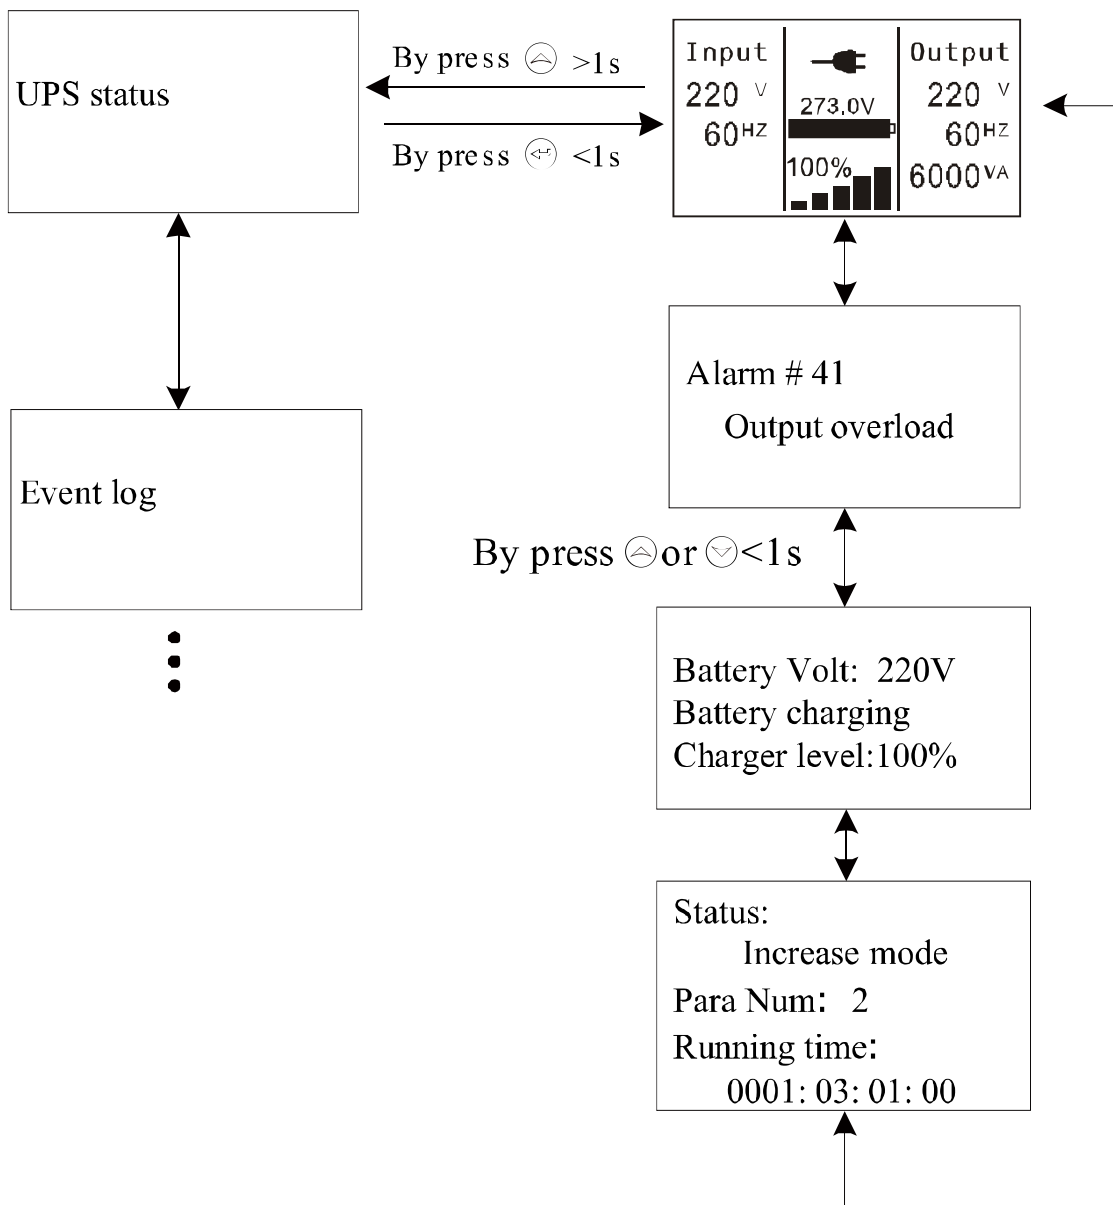 UPS status
By press >1s
By press <1s
Input
220 V
60HZ
273.0V
100%
Output
220 V
60HZ
6000VA
Alarm # 41
Output overload
Event log
By press or <1s
Battery Volt: 220V
Battery charging
Charger level:100%
Status:
Increase mode
Para Num: 2
Running time:
0001: 03: 01: 00